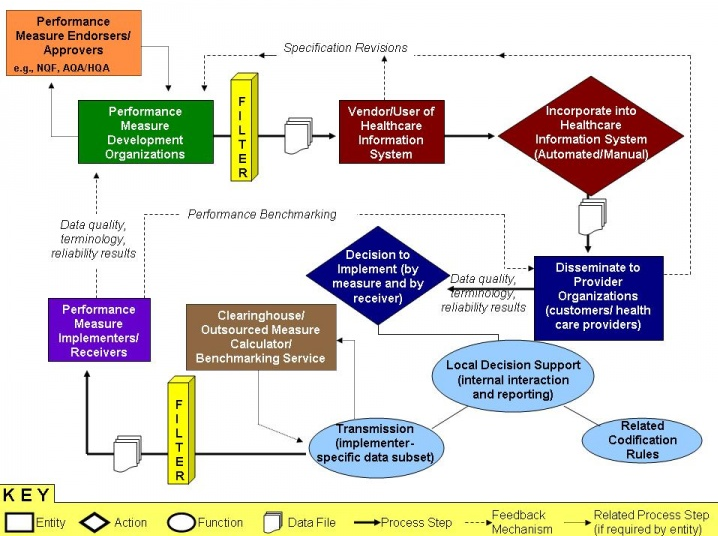 Performance
Measure Endorsers/
Approvers
e.g., NQF, AQA/HQA
Specification Revisions
Performance
Measure
Development
Organizations
F
I
L
T
E
R
Vendor/User of
Healthcare
Information
System
Incorporate into
Healthcare
Information System
(Automated/Manual)
Data quality,
terminology,
reliability results
Performance Benchmarking
Decision to
Implement (by
measure and by
receiver)
Data quality,
terminology,
reliability results
Disseminate to
Provider
Organizations
(customers/ health
care providers)
Performance
Measure
Implementers/
Receivers
Clearinghouse/
Outsourced Measure
Calculator/
Benchmarking Service
Local Decision Support
(internal interaction
and reporting)
F
I
L
T
E
R
Transmission
(implementer-
specific data subset)
Related
Codification
Rules
KEY
Entity
Action
Function
Data File
Process Step
Feedback
Mechanism
Related Process Step
(if required by entity)